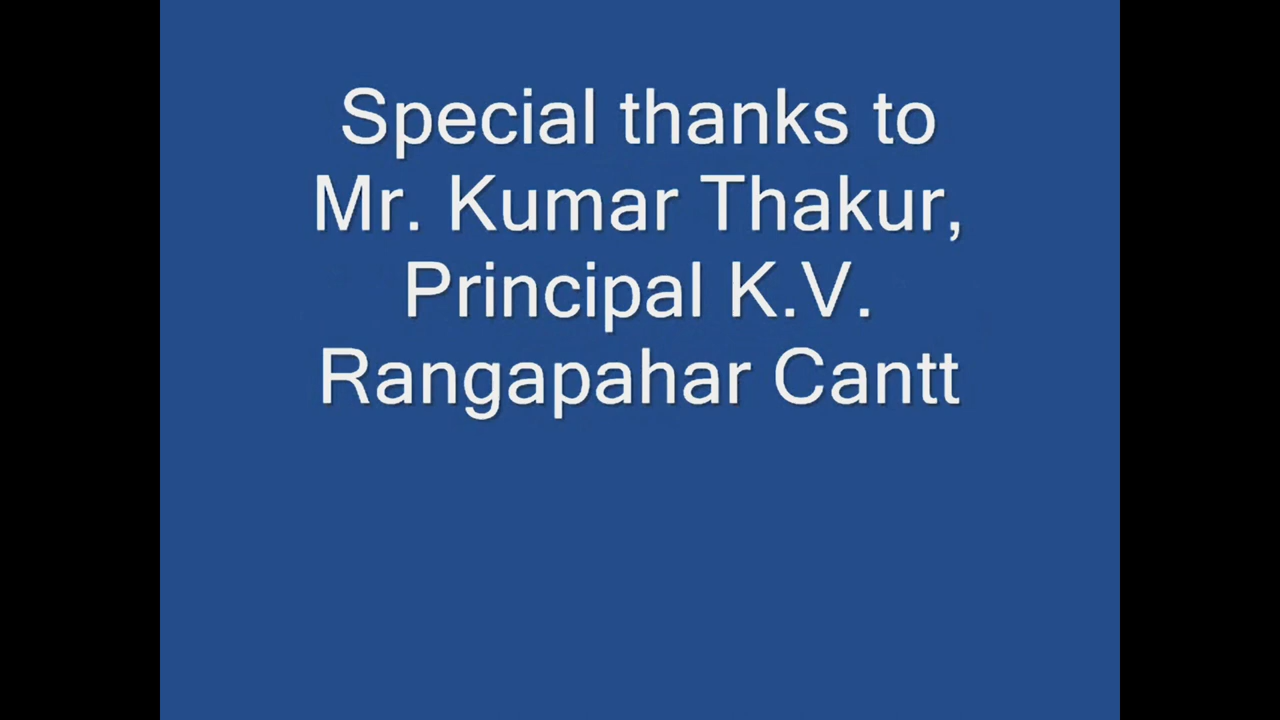 Special thanks to
Mr. Kumar Thakur,
Principal K.V.
Rangapahar Cantt